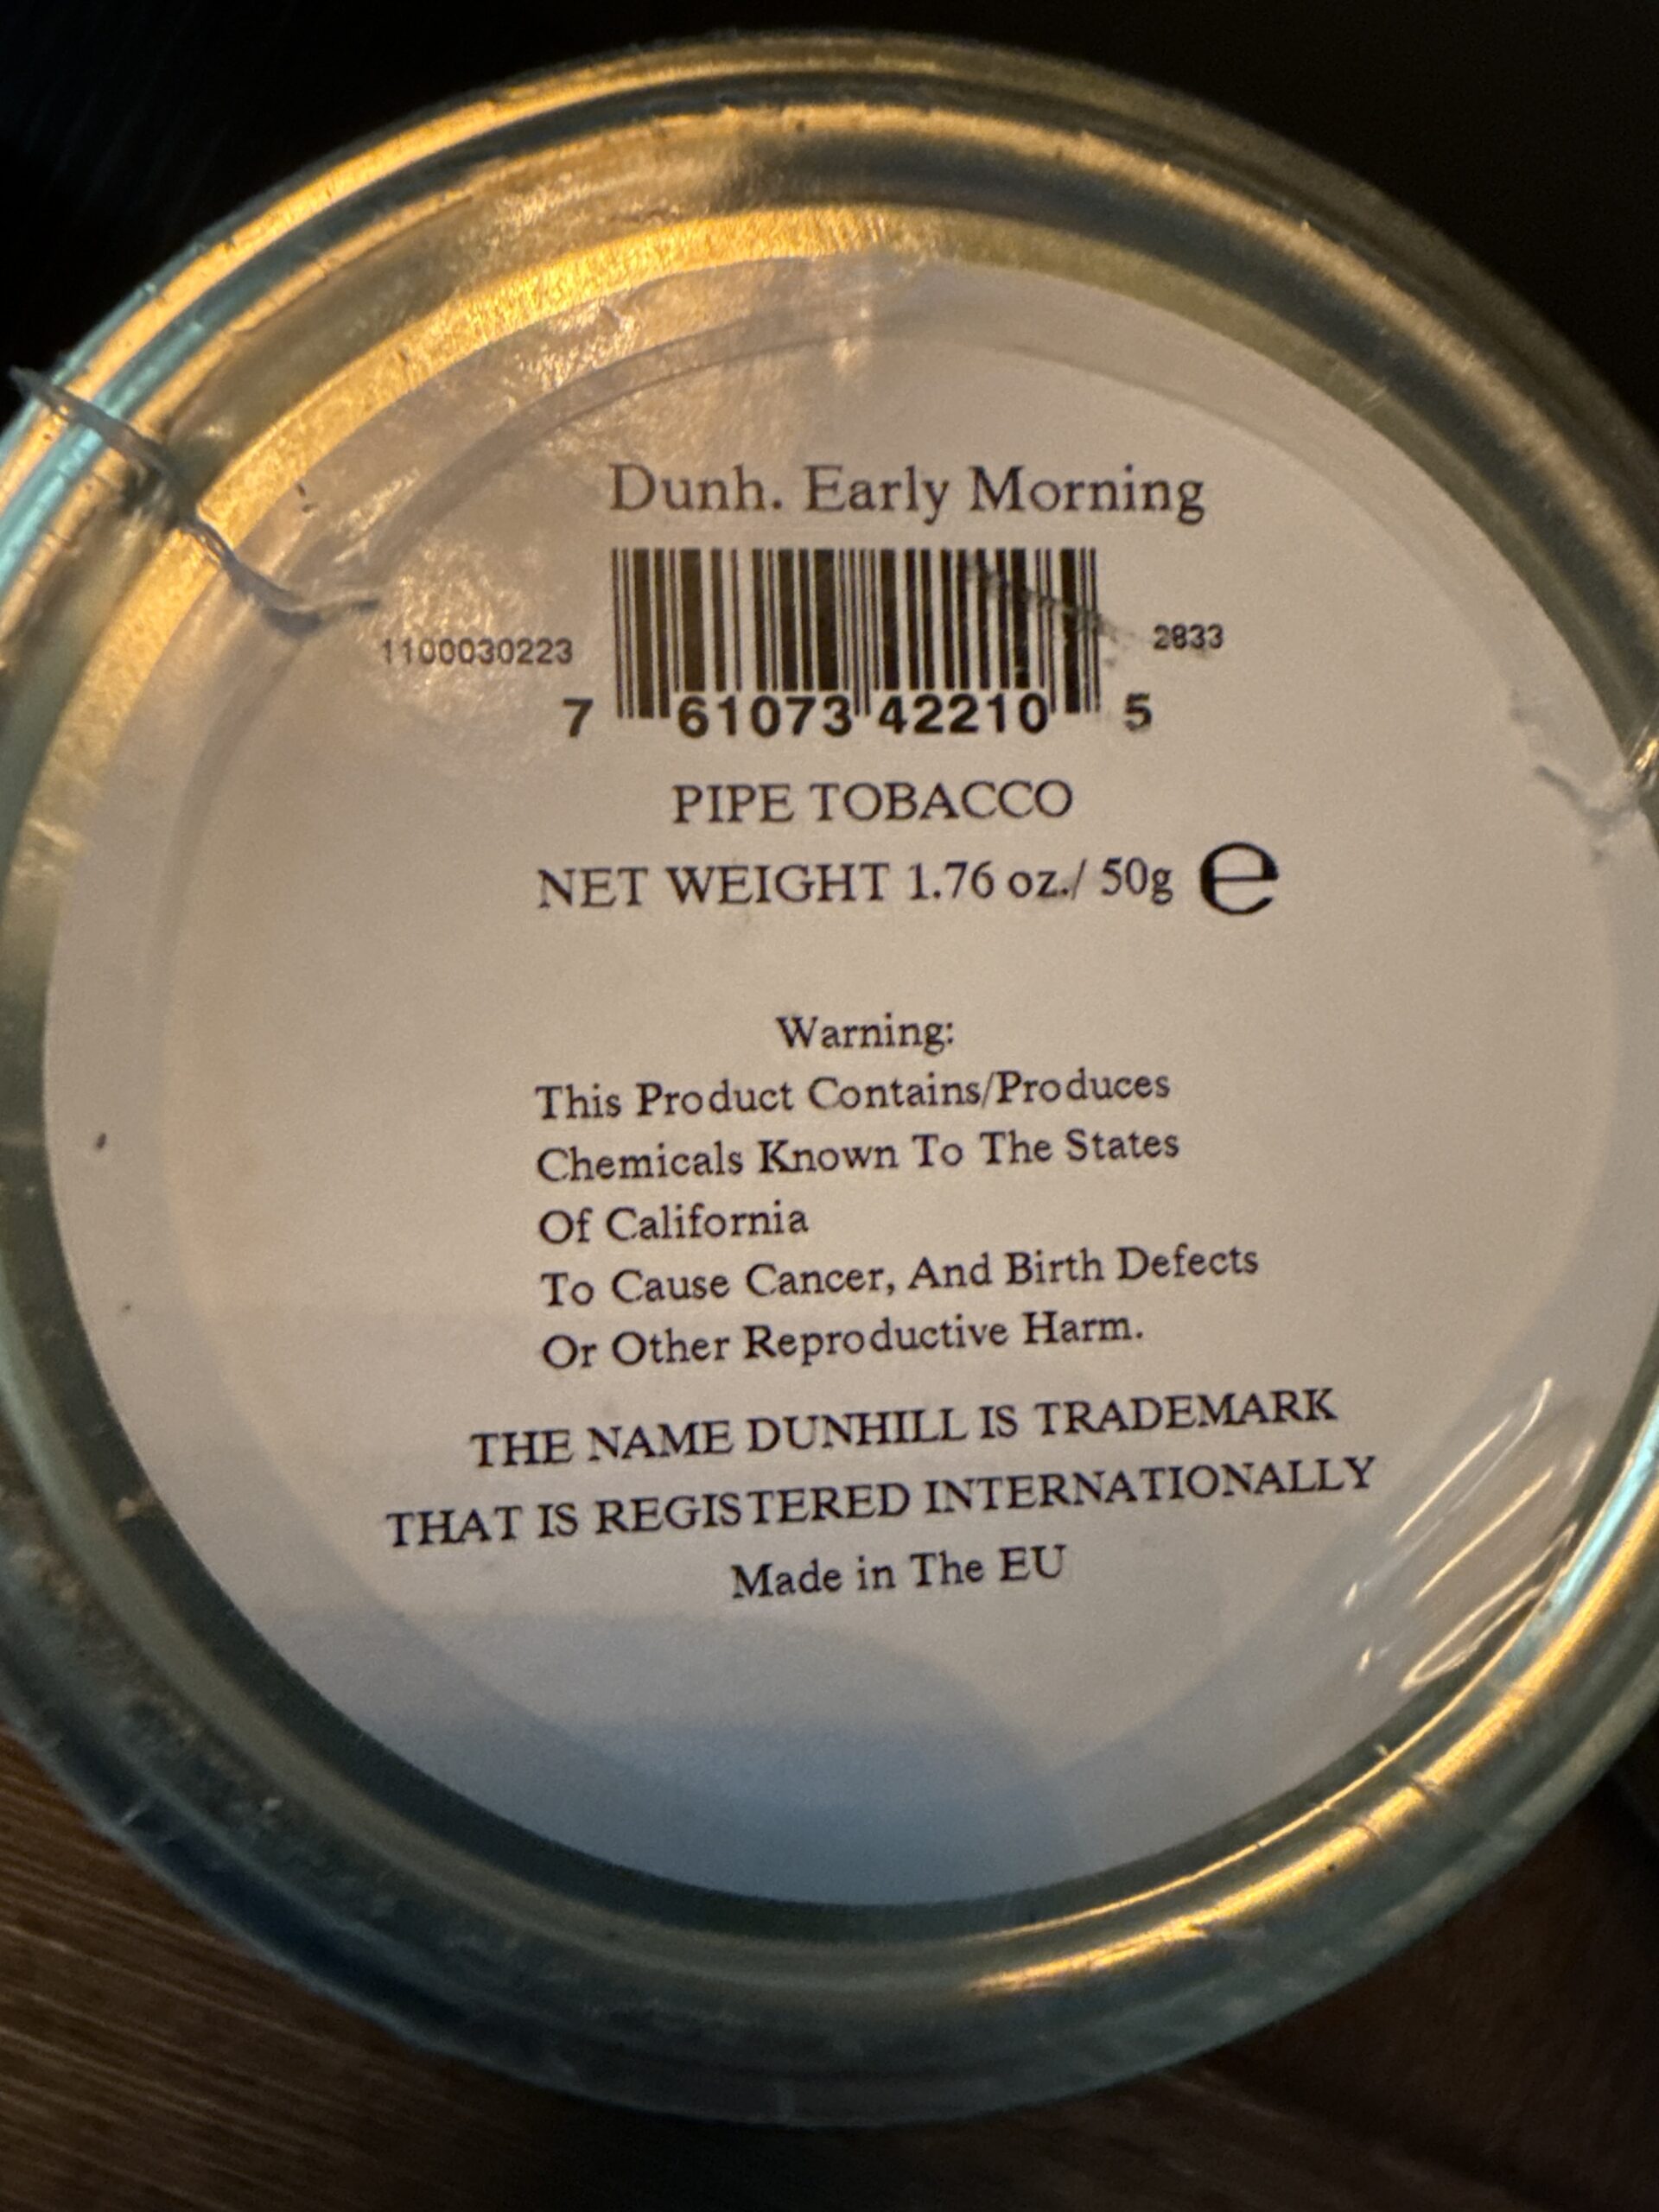 Dunh. Early Morning
1100030223
2833
7 61073 42210 5
PIPE TOBACCO
NET WEIGHT 1.76 oz./ 50g e
Warning:
This Product Contains/Produces
Chemicals Known To The States
Of California
To Cause Cancer, And Birth Defects
Or Other Reproductive Harm.
THE NAME DUNHILL IS TRADEMARK
THAT IS REGISTERED INTERNATIONALLY
Made in The EU